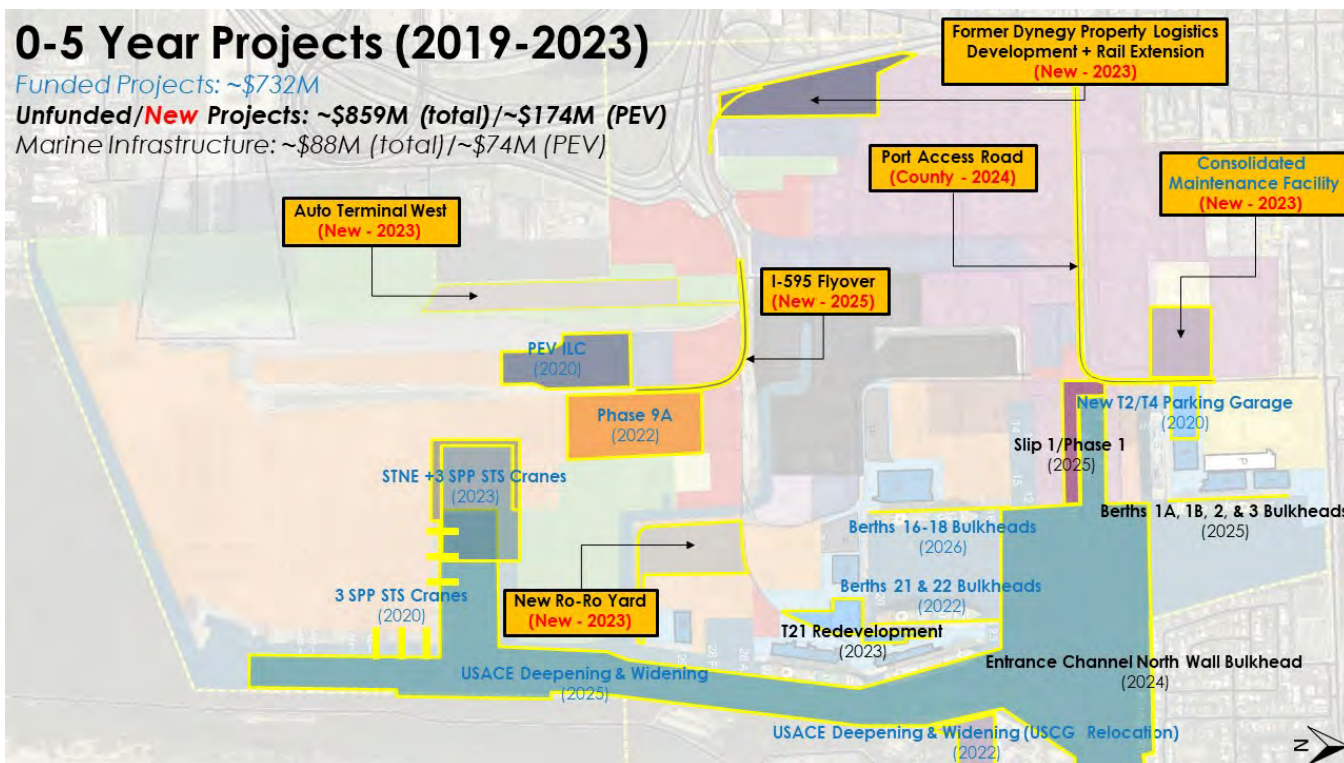 0-5 Year Projects (2019-2023)
Funded Projects: ~$732M
Unfunded/New Projects: ~$859M (total)/~$174M (PEV)
Marine Infrastructure: ~$88M (total)/~$74M (PEV)
Former Dynegy Property Logistics
Development + Rail Extension
(New - 2023)
Port Access Road
(County - 2024)
Consolidated
Maintenance Facility
(New - 2023)
Auto Terminal West
(New - 2023)
I-595 Flyover
(New - 2025)
PEV ILC
(2020)
Phase 9A
(2022)
New T2/T4 Parking Garage
(2020)
Slip 1/Phase 1
(2025)
STNE +3 SPP STS Cranes
(2023)
Berths 1A, 1B, 2, & 3 Bulkheads
(2025)
Berths 16-18 Bulkheads
(2026)
3 SPP STS Cranes
(2020)
New Ro-Ro Yard
(New - 2023)
Berths 21 & 22 Bulkheads
(2022)
T21 Redevelopment
(2023)
USACE Deepening & Widening
(2025)
Entrance Channel North Wall Bulkhead
(2024)
USACE Deepening & Widening (USCG Relocation)
(2022)
14
15
12
P
N